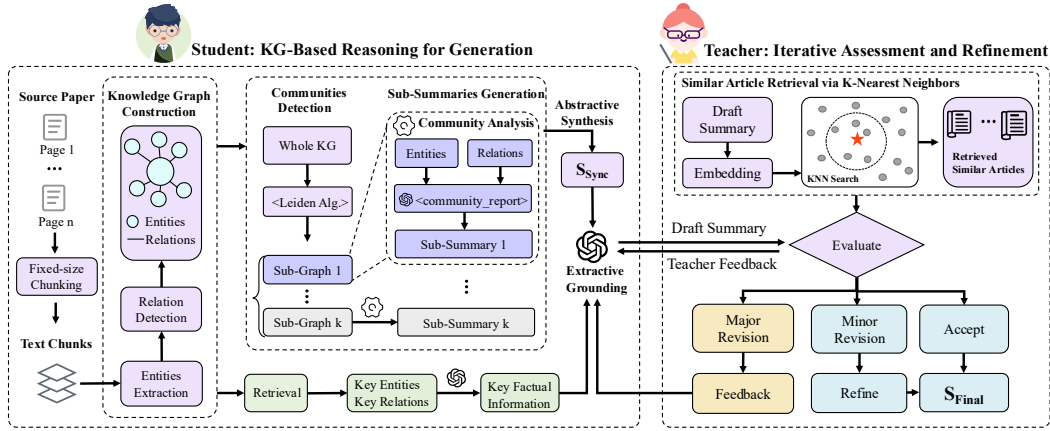 Student: KG-Based Reasoning for Generation
Source Paper
Page 1
...
Page n
Fixed-size
Chunking
Text Chunks
Knowledge Graph
Construction
Entities
Relations
Relation
Detection
Entities
Extraction
Communities
Detection
Whole KG
<Leiden Alg.>
Sub-Graph 1
...
Sub-Graph k
Sub-Summaries Generation
Community Analysis
Entities
Relations
<community_report>
Sub-Summary 1
...
Sub-Summary k
Abstractive
Synthesis
S_Sync
Extractive
Grounding
Retrieval
Key Entities
Key Relations
Key Factual
Information
Draft Summary
Teacher Feedback
Teacher: Iterative Assessment and Refinement
Similar Article Retrieval via K-Nearest Neighbors
Draft
Summary
Embedding
KNN Search
...
Retrieved
Similar Articles
Evaluate
Major
Revision
Minor
Revision
Accept
Feedback
Refine
S_Final